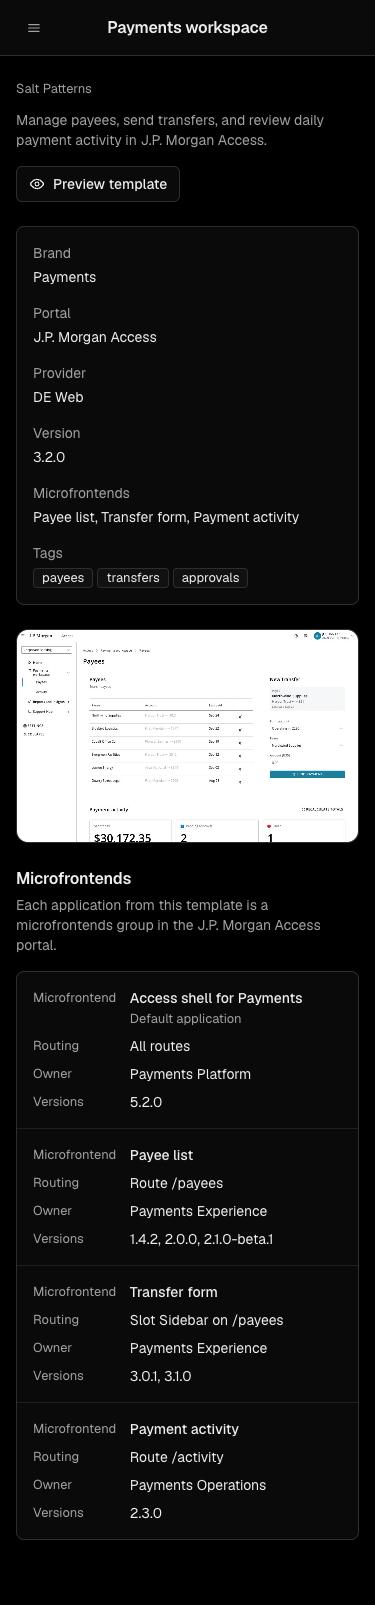 Payments workspace
Salt Patterns
Manage payees, send transfers, and review daily
payment activity in J.P. Morgan Access.
Preview template
Brand
Payments
Portal
J.P. Morgan Access
Provider
DE Web
Version
3.2.0
Microfrontends
Payee list, Transfer form, Payment activity
Tags
payees transfers approvals
J.P. Morgan
Payees
Payees
New Transfer
Payment activity
$30,172.35 2 1
Microfrontends
Each application from this template is a
microfrontends group in the J.P. Morgan Access
portal.
Microfrontend Access shell for Payments
Default application
Routing All routes
Owner Payments Platform
Versions 5.2.0
Microfrontend Payee list
Routing Route /payees
Owner Payments Experience
Versions 1.4.2, 2.0.0, 2.1.0-beta.1
Microfrontend Transfer form
Routing Slot Sidebar on /payees
Owner Payments Experience
Versions 3.0.1, 3.1.0
Microfrontend Payment activity
Routing Route /activity
Owner Payments Operations
Versions 2.3.0